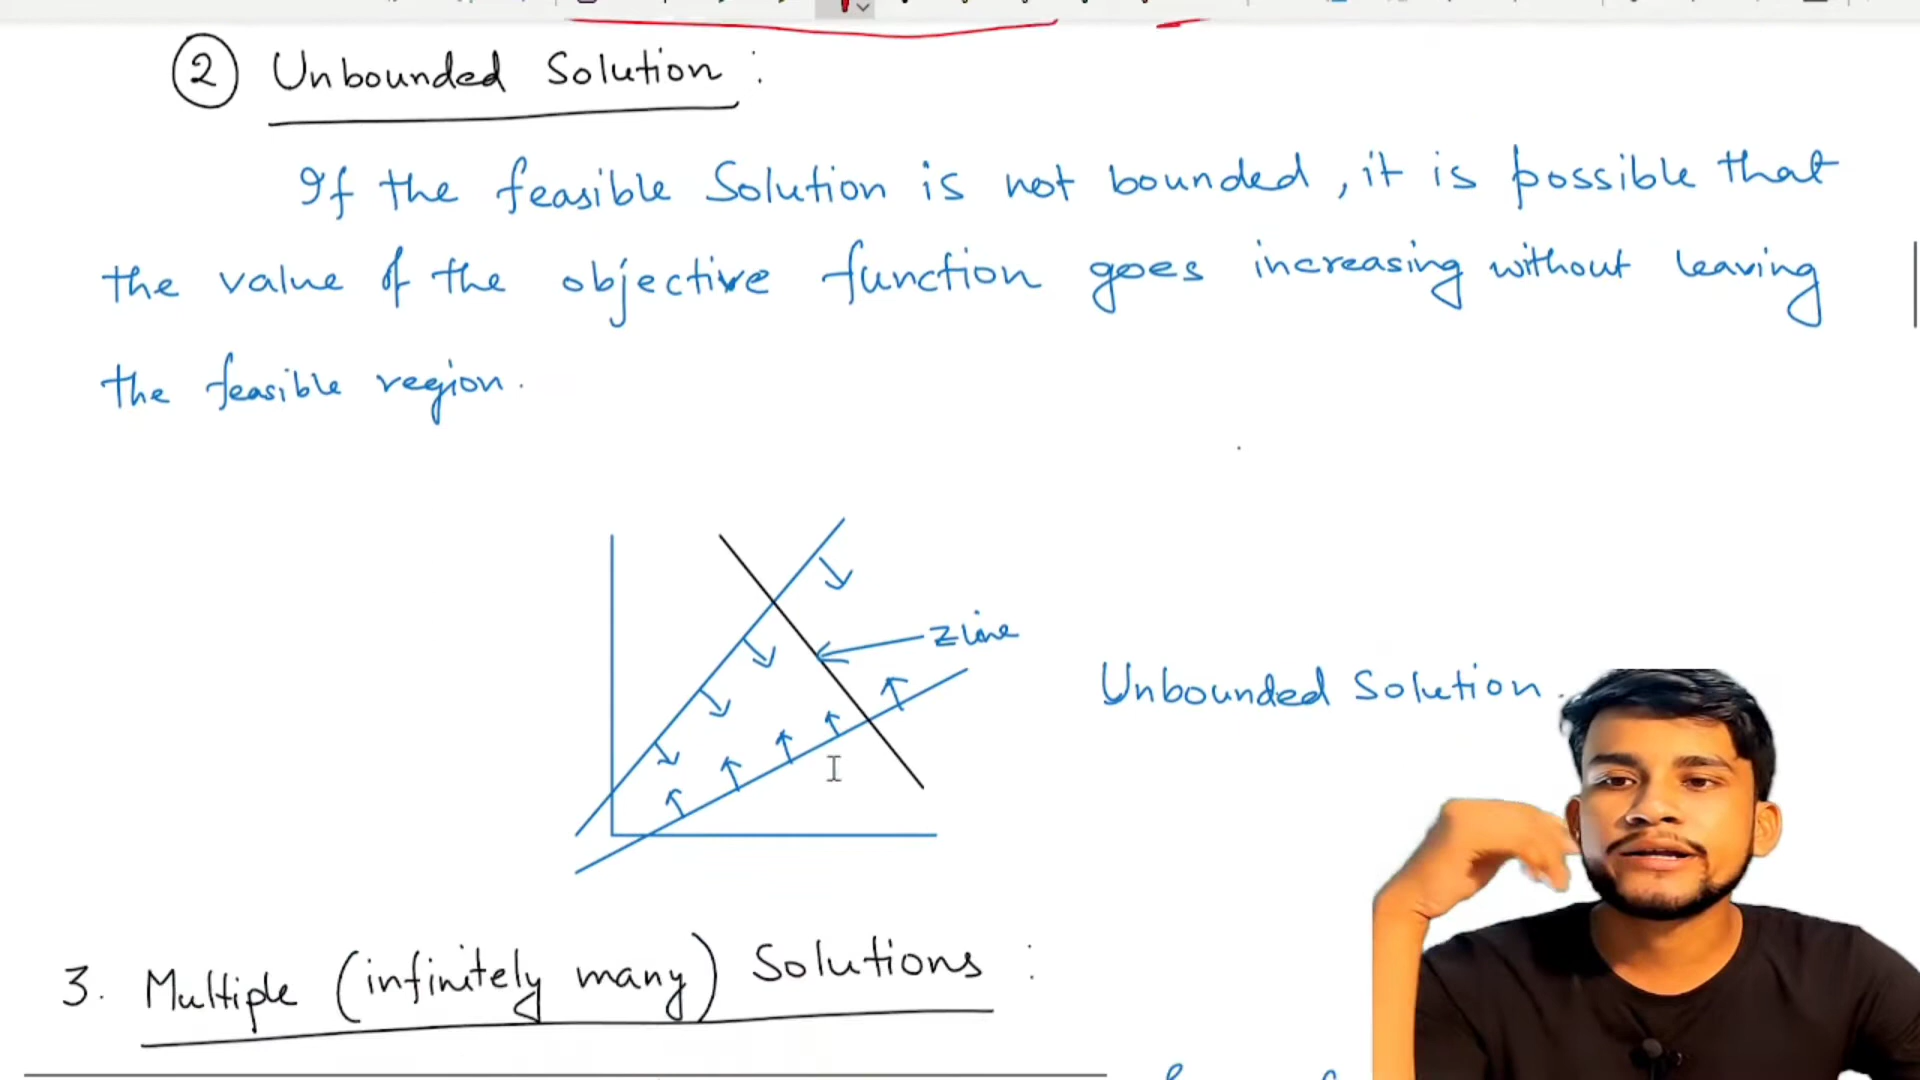 2 Unbounded Solution :
If the feasible Solution is not bounded, it is possible that
the value of the objective function goes increasing without leaving
the feasible region.
Z line
Unbounded Solution.
3. Multiple (infinitely many) Solutions :